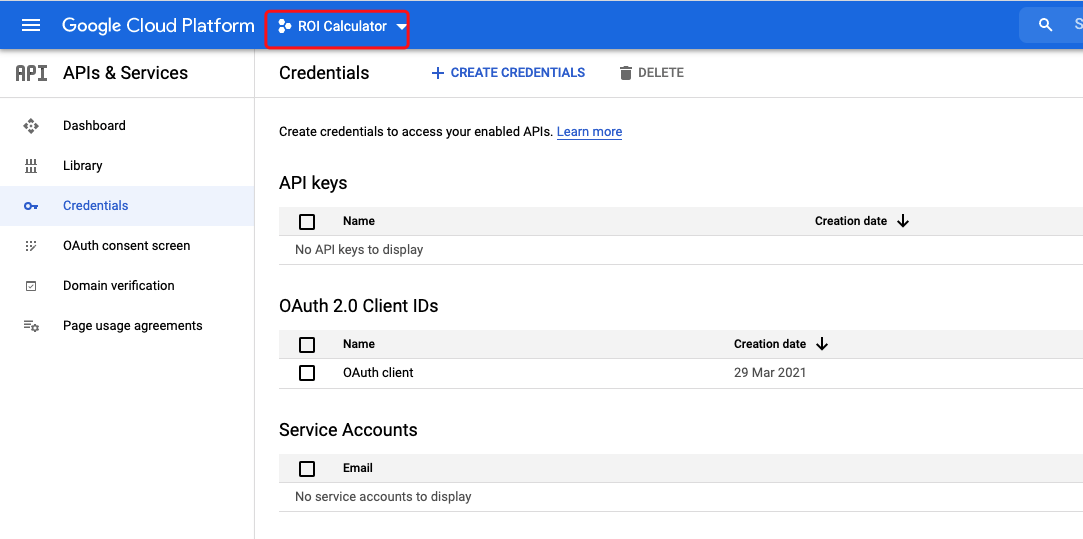 Google Cloud Platform ROI Calculator
API APIs & Services
Credentials
CREATE CREDENTIALS
DELETE
Dashboard
Library
Credentials
OAuth consent screen
Domain verification
Page usage agreements
Create credentials to access your enabled APIs. Learn more
API keys
Name Creation date
No API keys to display
OAuth 2.0 Client IDs
Name Creation date
OAuth client 29 Mar 2021
Service Accounts
Email
No service accounts to display